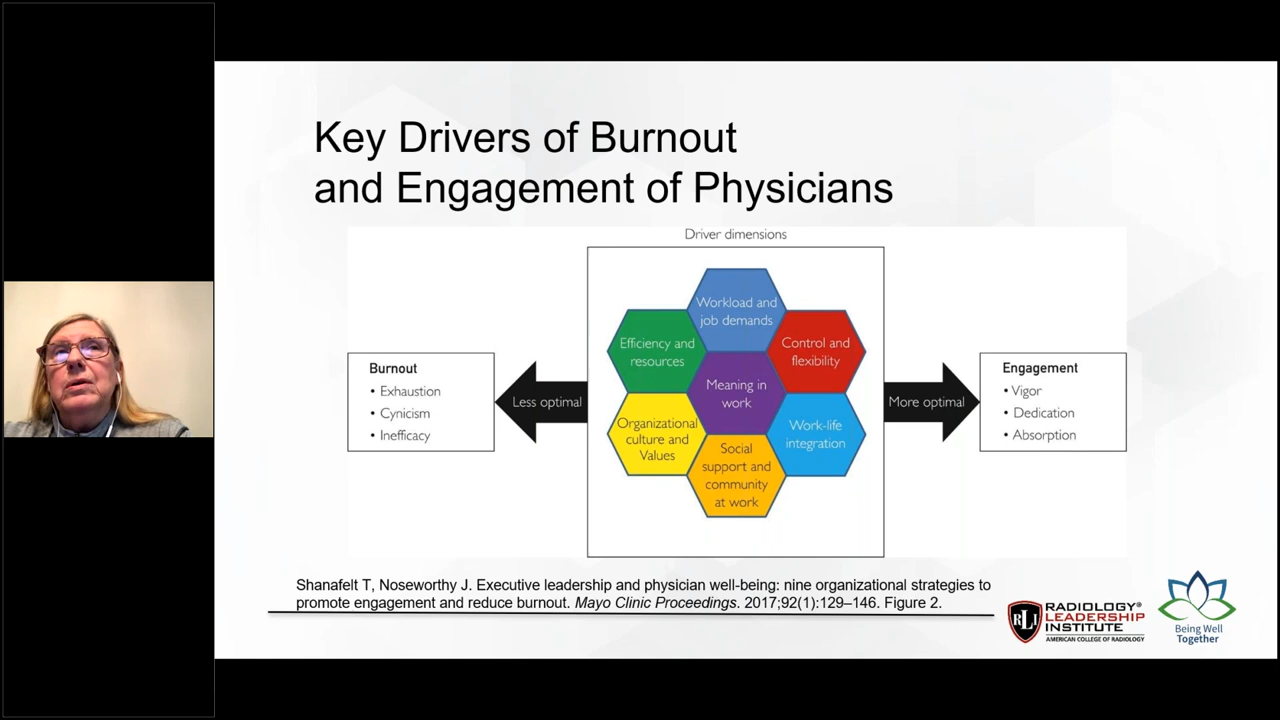 Key Drivers of Burnout
and Engagement of Physicians
Driver dimensions
Workload and
job demands
Efficiency and
resources
Control and
flexibility
Meaning in
work
Organizational
culture and
Values
Work-life
integration
Social
support and
community
at work
Burnout
• Exhaustion
• Cynicism
• Inefficacy
Less optimal
More optimal
Engagement
• Vigor
• Dedication
• Absorption
Shanafelt T, Noseworthy J. Executive leadership and physician well-being: nine organizational strategies to
promote engagement and reduce burnout. Mayo Clinic Proceedings. 2017;92(1):129–146. Figure 2.
RLI
RADIOLOGY®
LEADERSHIP
INSTITUTE
AMERICAN COLLEGE OF RADIOLOGY
Being Well
Together